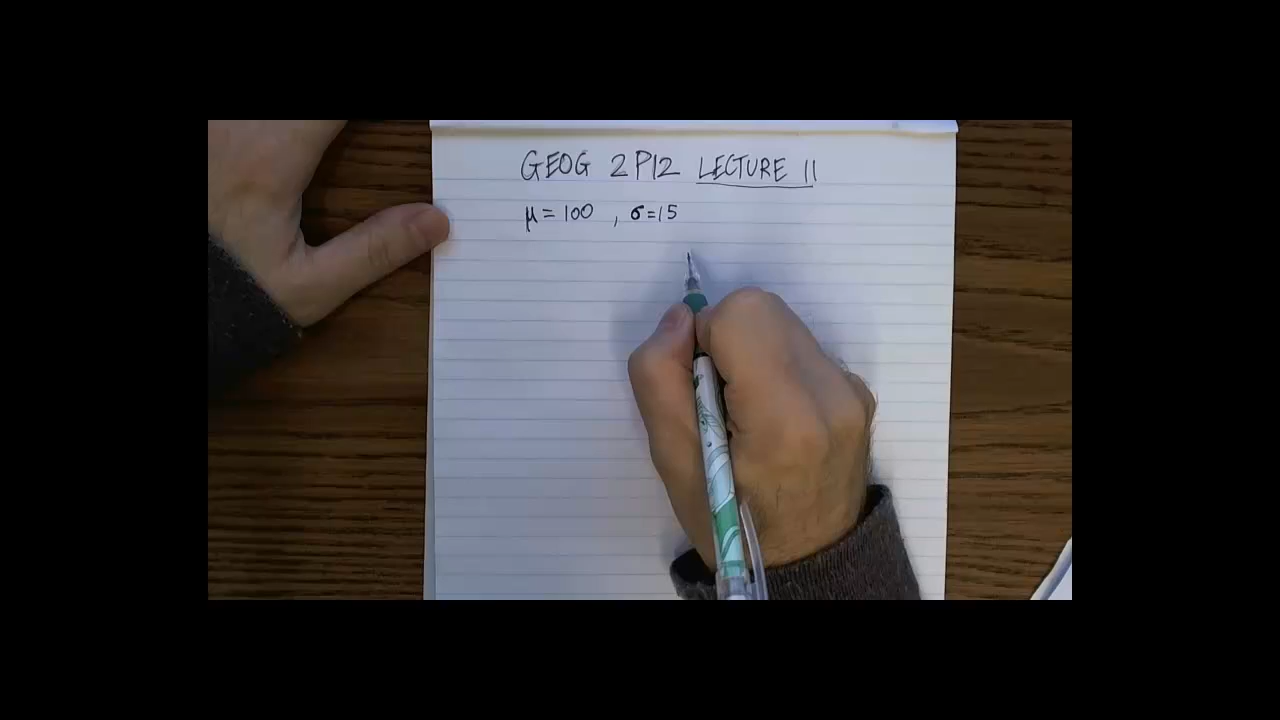 GEOG 2P12 LECTURE 11
μ = 100 , σ = 15